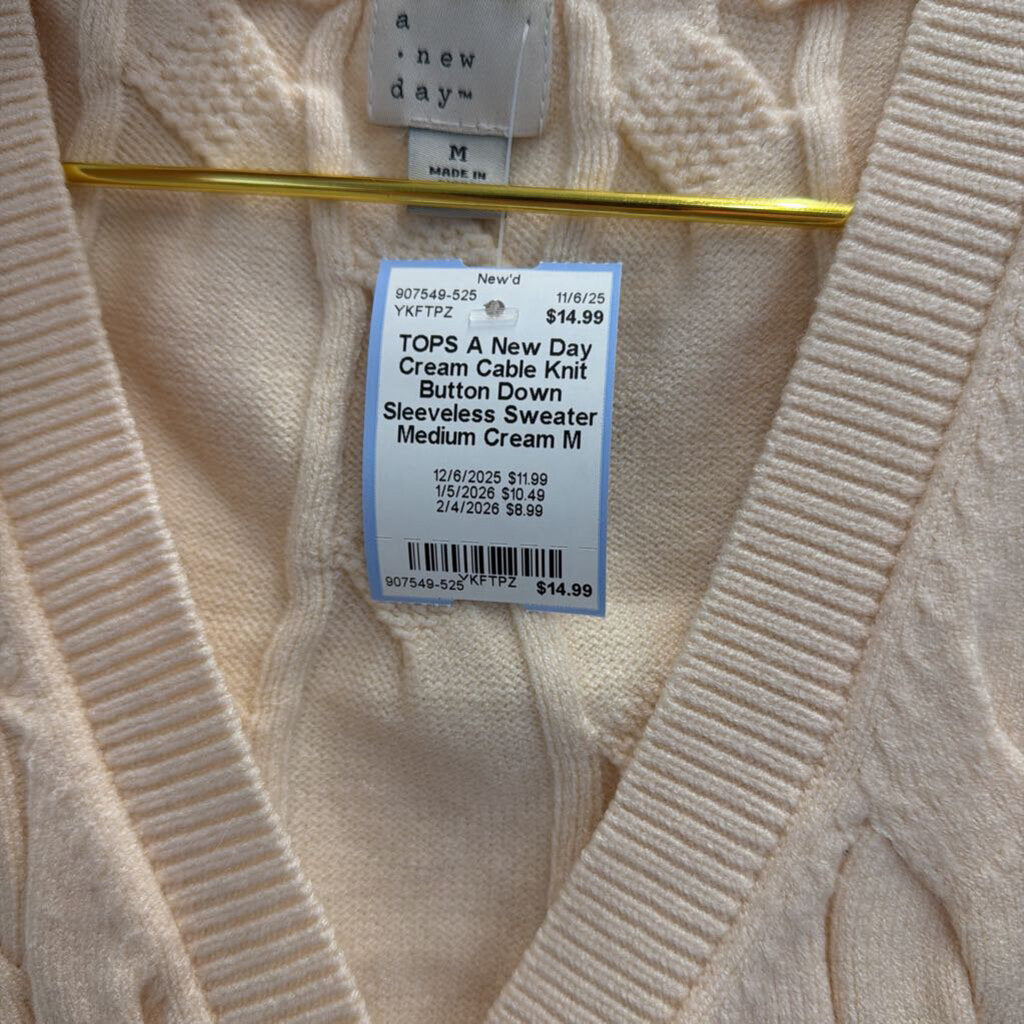 a
· new
day™
M
MADE IN
New'd
907549-525 11/6/25
YKFTPZ $14.99
TOPS A New Day
Cream Cable Knit
Button Down
Sleeveless Sweater
Medium Cream M
12/6/2025 $11.99
1/5/2026 $10.49
2/4/2026 $8.99
907549-525 YKFTPZ $14.99